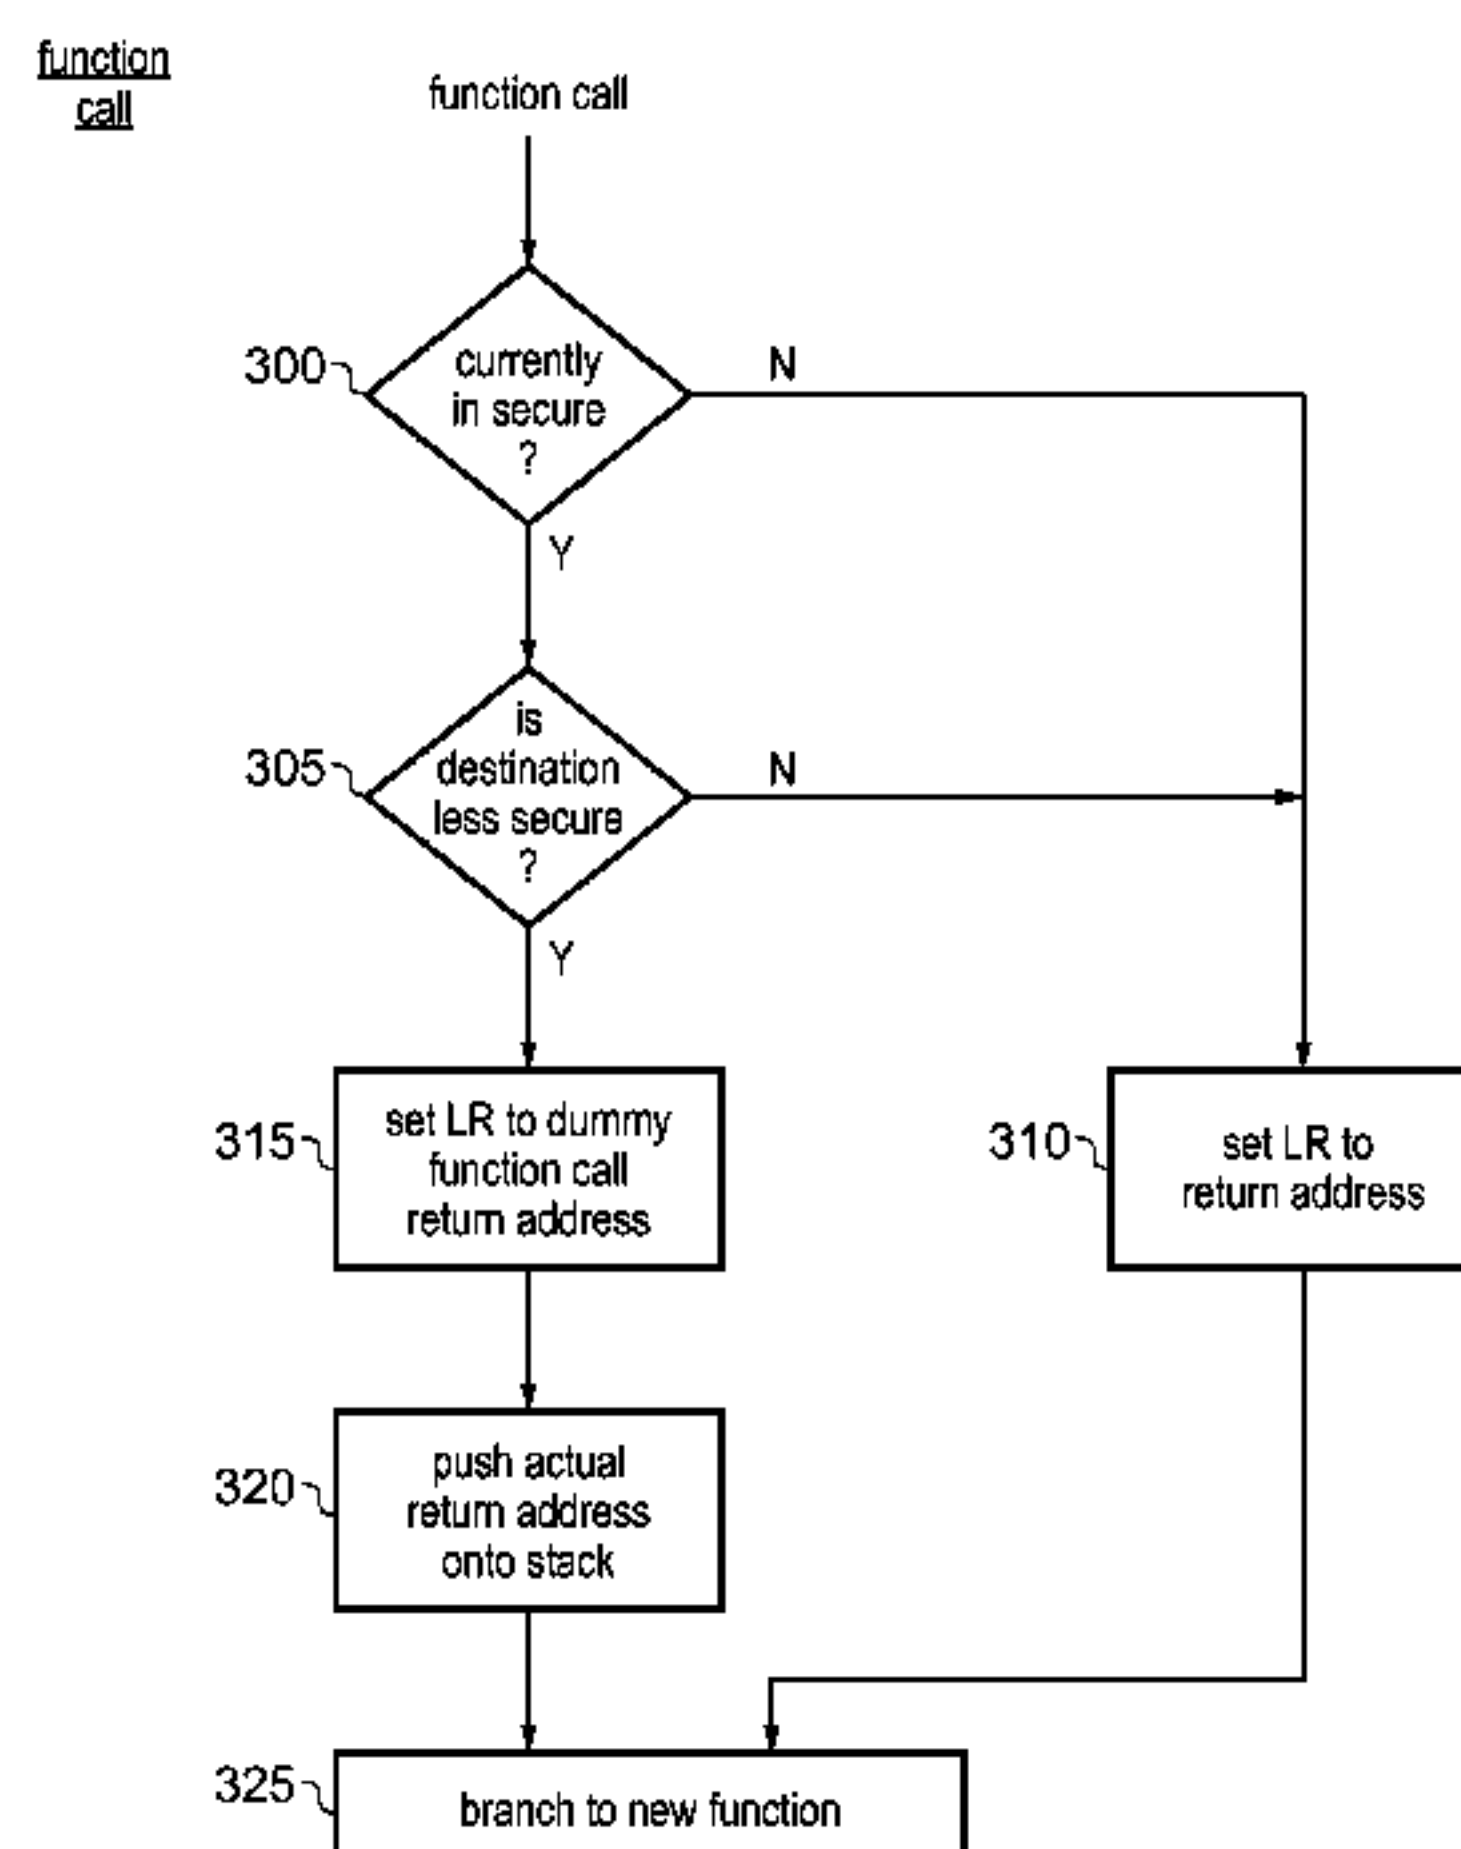 function
call
function call
300
currently
in secure
?
N
Y
305
is
destination
less secure
?
N
Y
315
set LR to dummy
function call
return address
310
set LR to
return address
320
push actual
return address
onto stack
325
branch to new function